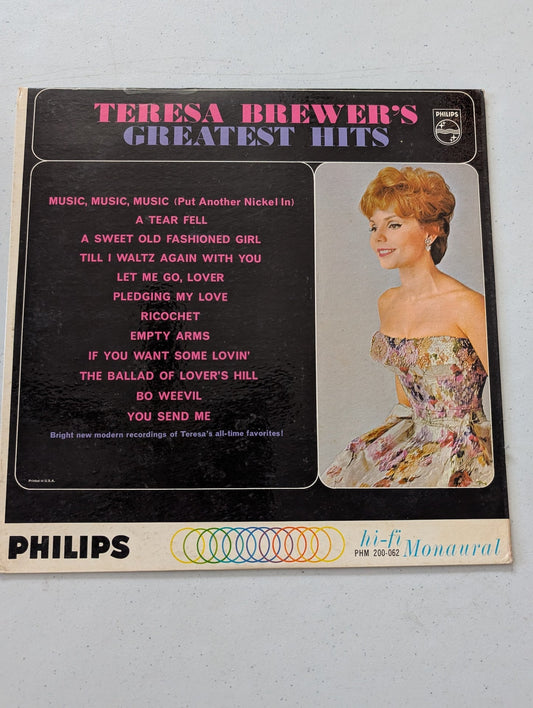 TERESA BREWER'S
GREATEST HITS
PHILIPS
MUSIC, MUSIC, MUSIC (Put Another Nickel In)
A TEAR FELL
A SWEET OLD FASHIONED GIRL
TILL I WALTZ AGAIN WITH YOU
LET ME GO, LOVER
PLEDGING MY LOVE
RICOCHET
EMPTY ARMS
IF YOU WANT SOME LOVIN'
THE BALLAD OF LOVER'S HILL
BO WEEVIL
YOU SEND ME
Bright new modern recordings of Teresa's all-time favorites!
Printed in U.S.A.
PHILIPS
hi-fi
PHM 200-062 Monaural